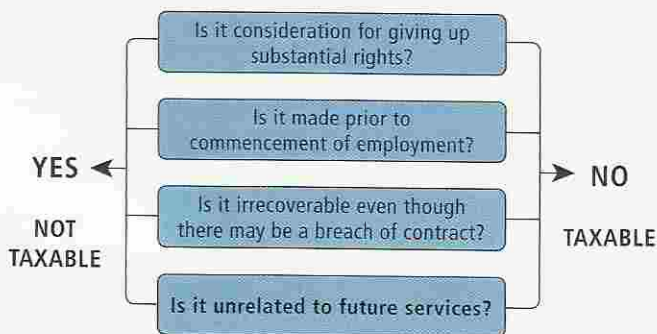 Is it consideration for giving up
substantial rights?
Is it made prior to
commencement of employment?
YES
NO
Is it irrecoverable even though
there may be a breach of contract?
NOT
TAXABLE
TAXABLE
Is it unrelated to future services?